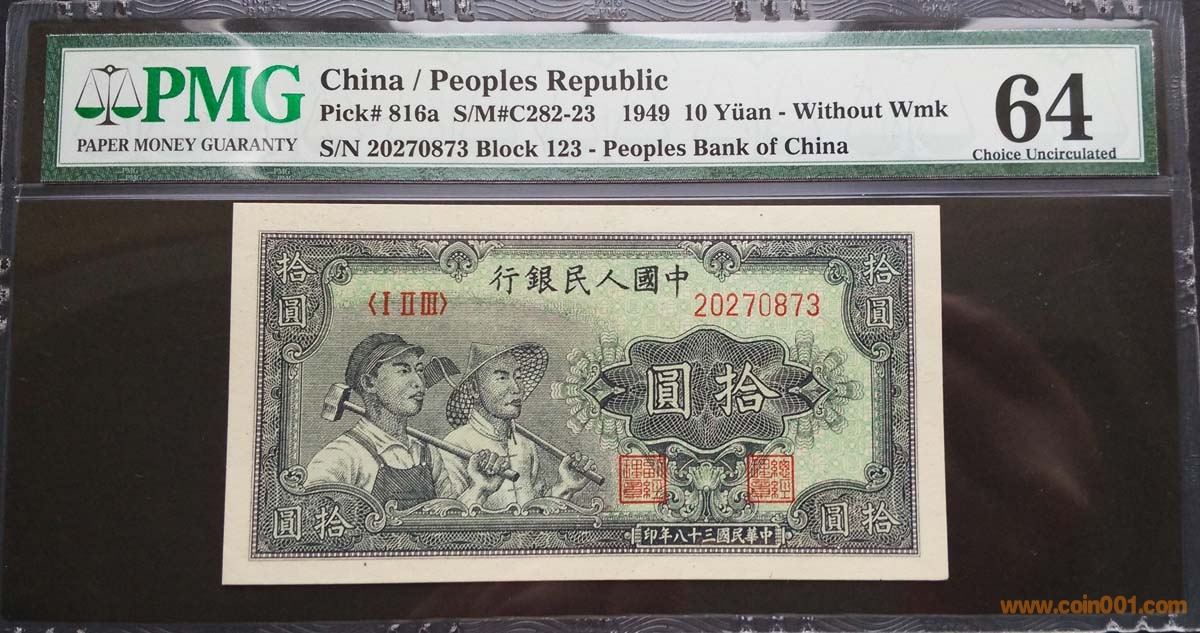 PMG
PAPER MONEY GUARANTY
China / Peoples Republic
Pick# 816a S/M#C282-23 1949 10 Yüan - Without Wmk
S/N 20270873 Block 123 - Peoples Bank of China
64
Choice Uncirculated
行銀民人國中
拾圓
拾圓
〈I II III〉
20270873
圓拾
圓拾
圓拾
印年八十三國民華中
www.coin001.com